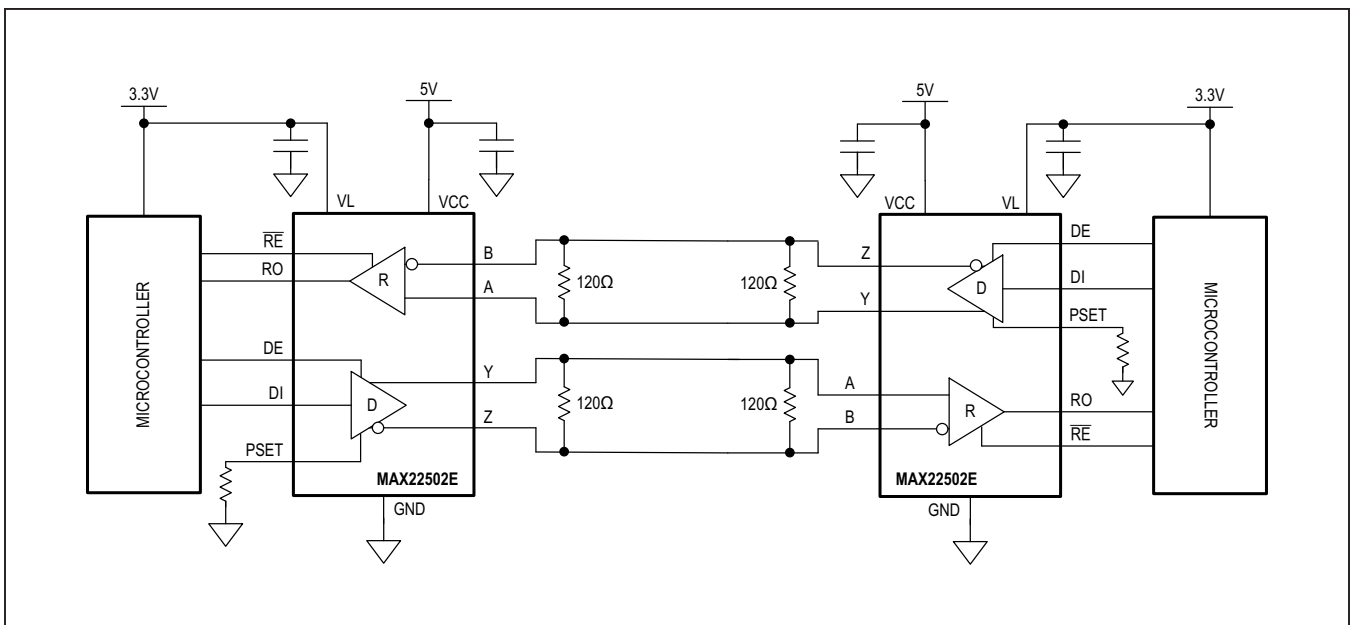 3.3V
5V
5V
3.3V
VL
VCC
VCC
VL
MICROCONTROLLER
RE
RO
R
B
A
120Ω
120Ω
Z
Y
D
DE
DI
PSET
MICROCONTROLLER
DE
DI
D
PSET
Y
Z
120Ω
120Ω
A
B
R
RO
RE
MAX22502E
MAX22502E
GND
GND